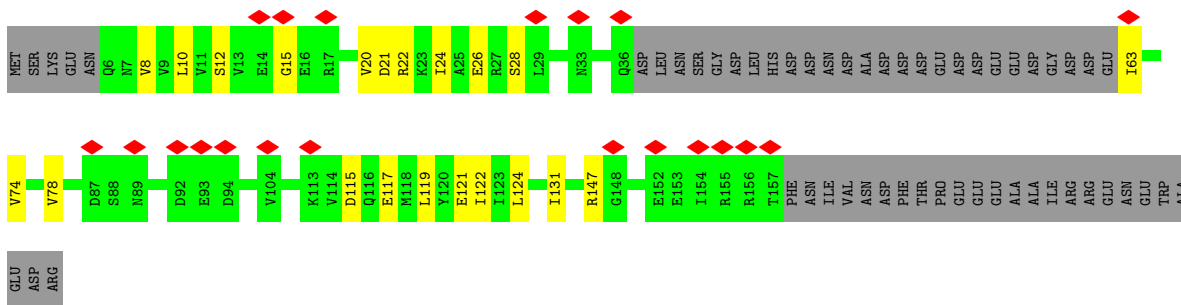 MET SER LYS GLU ASN Q6 N7 V8 V9 L10 V11 S12 V13 E14 G15 E16 R17 V20 D21 R22 K23 I24 A25 E26 R27 S28 L29 N33 Q36 ASP LEU ASN SER GLY ASP LEU HIS ASP ASP ASN ASP ALA ASP ASP ASP GLU ASP ASP GLU GLU ASP GLY ASP ASP GLU I63
V74 V78 D87 S88 N89 D92 E93 D94 V104 K113 V114 D115 Q116 E117 M118 L119 Y120 E121 I122 I123 L124 I131 R147 G148 E152 E153 I154 R155 R156 T157 PHE ASN ILE VAL ASN ASP PHE THR PRO GLU GLU GLU ALA ALA ILE ARG ARG GLU ASN GLU TRP ALA
GLU ASP ARG